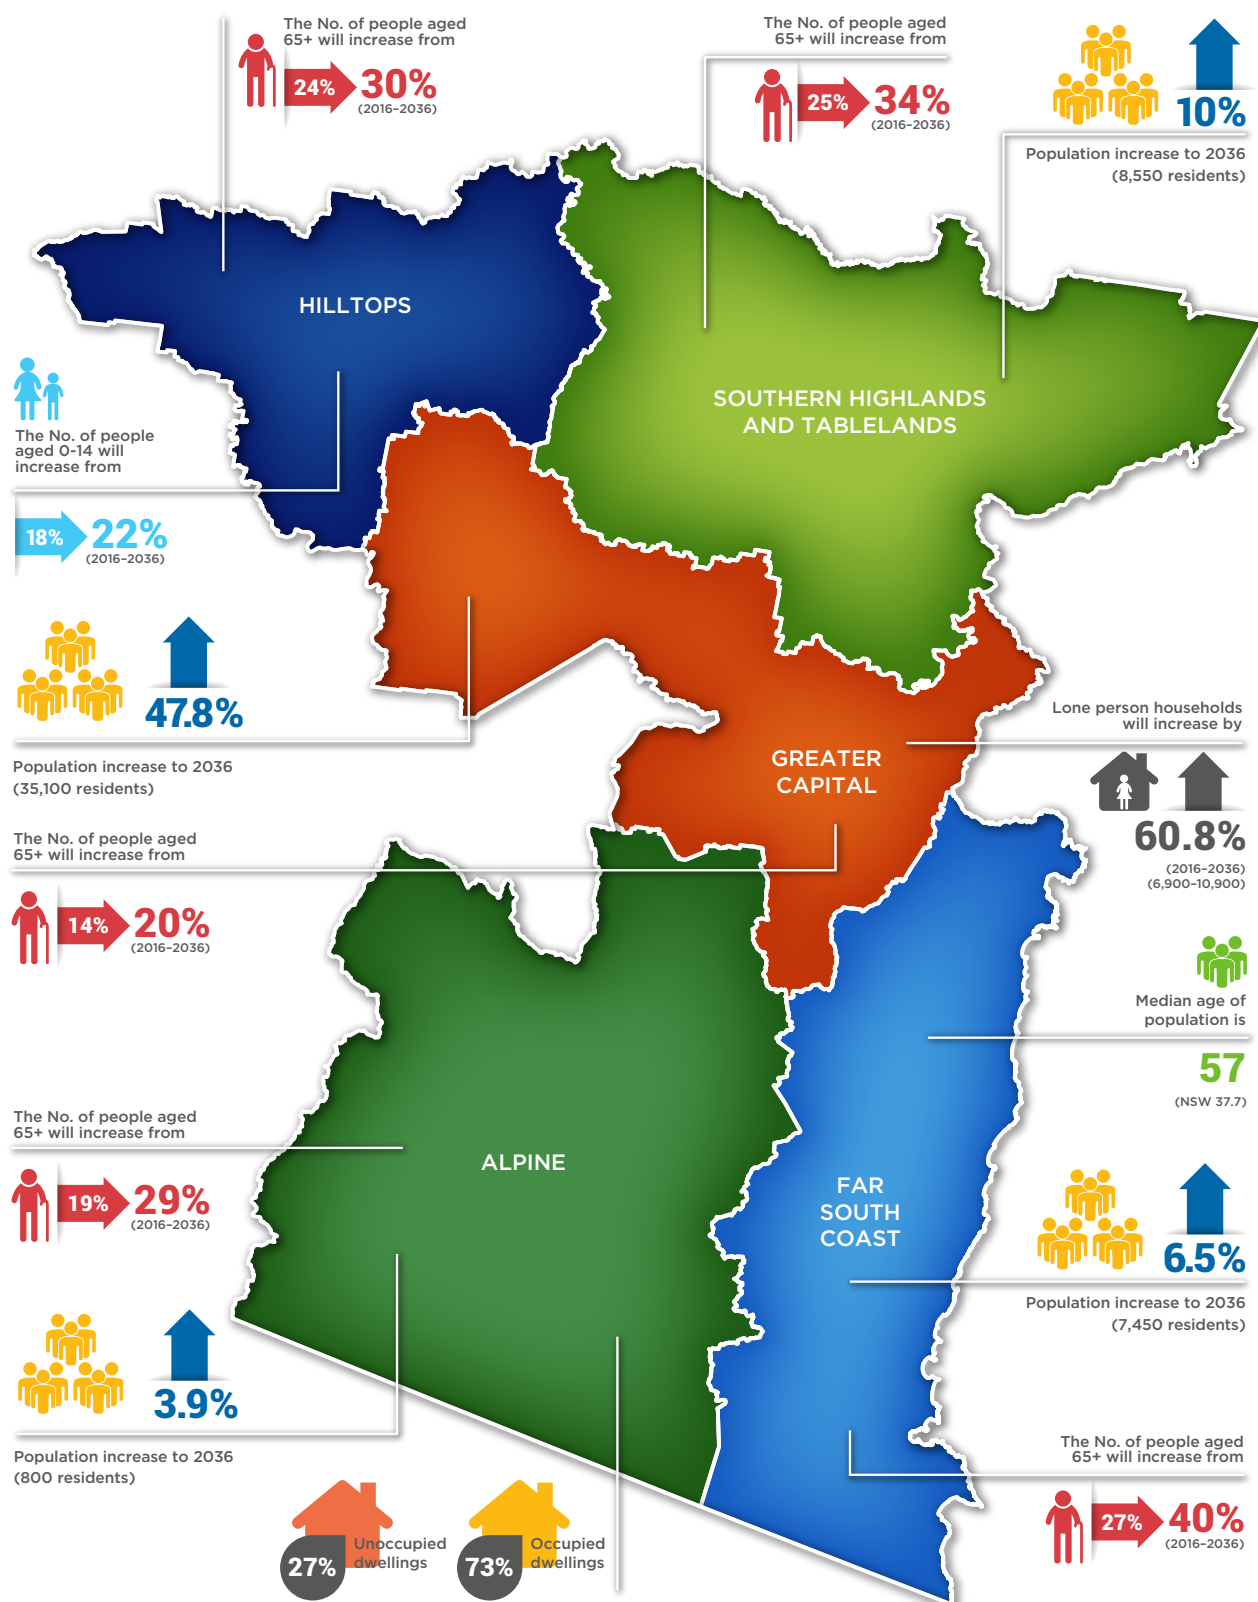 The No. of people aged
65+ will increase from
24%
30%
(2016–2036)
The No. of people aged
65+ will increase from
25%
34%
(2016–2036)
10%
Population increase to 2036
(8,550 residents)
HILLTOPS
SOUTHERN HIGHLANDS
AND TABLELANDS
The No. of people
aged 0-14 will
increase from
18%
22%
(2016–2036)
47.8%
Population increase to 2036
(35,100 residents)
Lone person households
will increase by
60.8%
(2016–2036)
(6,900–10,900)
GREATER
CAPITAL
The No. of people aged
65+ will increase from
14%
20%
(2016–2036)
Median age of
population is
57
(NSW 37.7)
The No. of people aged
65+ will increase from
19%
29%
(2016–2036)
ALPINE
FAR
SOUTH
COAST
6.5%
Population increase to 2036
(7,450 residents)
3.9%
Population increase to 2036
(800 residents)
The No. of people aged
65+ will increase from
27%
40%
(2016–2036)
27%
Unoccupied
dwellings
73%
Occupied
dwellings